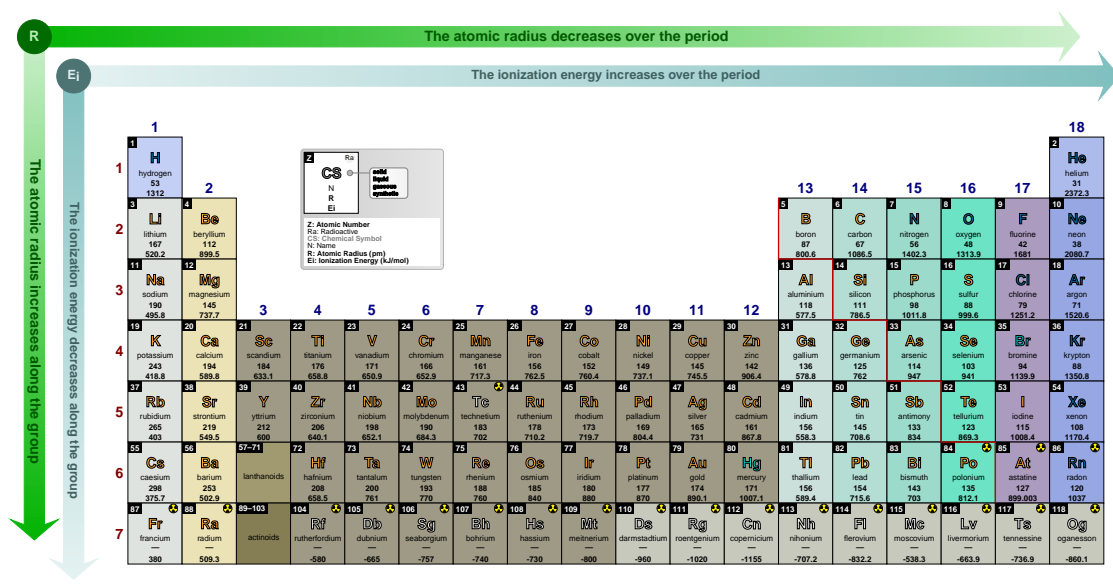 R
The atomic radius decreases over the period
Ei
The ionization energy increases over the period
The atomic radius increases along the group
The ionization energy decreases along the group
1 18
1 2
1 H He
hydrogen helium
53 31
1312 2372.3
Z Ra
CS
N
R
Ei
solid
liquid
gaseous
synthetic
Z: Atomic Number
Ra: Radioactive
CS: Chemical Symbol
N: Name
R: Atomic Radius (pm)
Ei: Ionization Energy (kJ/mol)
2 13 14 15 16 17
3 4 5 6 7 8 9 10
2 Li Be B C N O F Ne
lithium beryllium boron carbon nitrogen oxygen fluorine neon
167 112 87 67 56 48 42 38
520.2 899.5 800.6 1086.5 1402.3 1313.9 1681 2080.7
11 12 13 14 15 16 17 18
3 Na Mg Al Si P S Cl Ar
sodium magnesium aluminium silicon phosphorus sulfur chlorine argon
190 145 118 111 98 88 79 71
495.8 737.7 577.5 786.5 1011.8 999.6 1251.2 1520.6
3 4 5 6 7 8 9 10 11 12
19 20 21 22 23 24 25 26 27 28 29 30 31 32 33 34 35 36
4 K Ca Sc Ti V Cr Mn Fe Co Ni Cu Zn Ga Ge As Se Br Kr
potassium calcium scandium titanium vanadium chromium manganese iron cobalt nickel copper zinc gallium germanium arsenic selenium bromine krypton
243 194 184 176 171 166 161 156 152 149 145 142 136 125 114 103 94 88
418.8 589.8 633.1 658.8 650.9 652.9 717.3 762.5 760.4 737.1 745.5 906.4 578.8 762 947 941 1139.9 1350.8
37 38 39 40 41 42 43 44 45 46 47 48 49 50 51 52 53 54
5 Rb Sr Y Zr Nb Mo Tc Ru Rh Pd Ag Cd In Sn Sb Te I Xe
rubidium strontium yttrium zirconium niobium molybdenum technetium ruthenium rhodium palladium silver cadmium indium tin antimony tellurium iodine xenon
265 219 212 206 198 190 183 178 173 169 165 161 156 145 133 123 115 108
403 549.5 600 640.1 652.1 684.3 702 710.2 719.7 804.4 731 867.8 558.3 708.6 834 869.3 1008.4 1170.4
55 56 57–71 72 73 74 75 76 77 78 79 80 81 82 83 84 85 86
6 Cs Ba lanthanoids Hf Ta W Re Os Ir Pt Au Hg Tl Pb Bi Po At Rn
caesium barium hafnium tantalum tungsten rhenium osmium iridium platinum gold mercury thallium lead bismuth polonium astatine radon
298 253 208 200 193 188 185 180 177 174 171 156 154 143 135 127 120
375.7 502.9 658.5 761 770 760 840 880 870 890.1 1007.1 589.4 715.6 703 812.1 899.003 1037
87 88 89–103 104 105 106 107 108 109 110 111 112 113 114 115 116 117 118
7 Fr Ra actinoids Rf Db Sg Bh Hs Mt Ds Rg Cn Nh Fl Mc Lv Ts Og
francium radium rutherfordium dubnium seaborgium bohrium hassium meitnerium darmstadtium roentgenium copernicium nihonium flerovium moscovium livermorium tennessine oganesson
— — — — — — — — — — — — — — — — —
380 509.3 -580 -665 -757 -740 -730 -800 -960 -1020 -1155 -707.2 -832.2 -538.3 -663.9 -736.9 -860.1